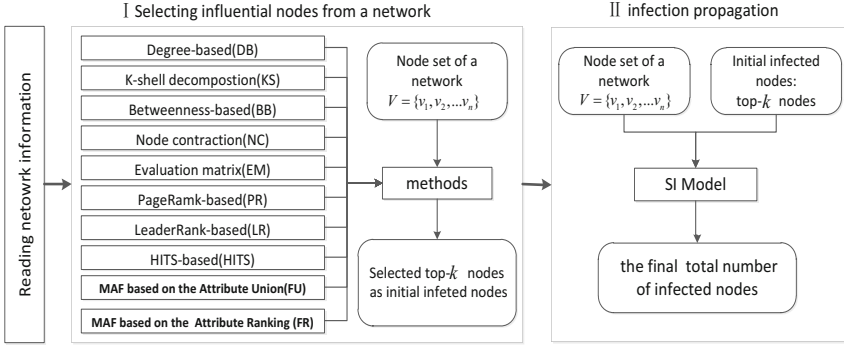 Ⅰ Selecting influential nodes from a network
Ⅱ infection propagation
Reading netowrk information
Degree-based(DB)
K-shell decompostion(KS)
Betweenness-based(BB)
Node contraction(NC)
Evaluation matrix(EM)
PageRamk-based(PR)
LeaderRank-based(LR)
HITS-based(HITS)
MAF based on the Attribute Union(FU)
MAF based on the Attribute Ranking (FR)
Node set of a
network
V = {v₁, v₂, ...vₙ}
methods
Selected top-k nodes
as initial infeted nodes
Node set of a
network
V = {v₁, v₂, ...vₙ}
Initial infected
nodes:
top-k nodes
SI Model
the final total number
of infected nodes